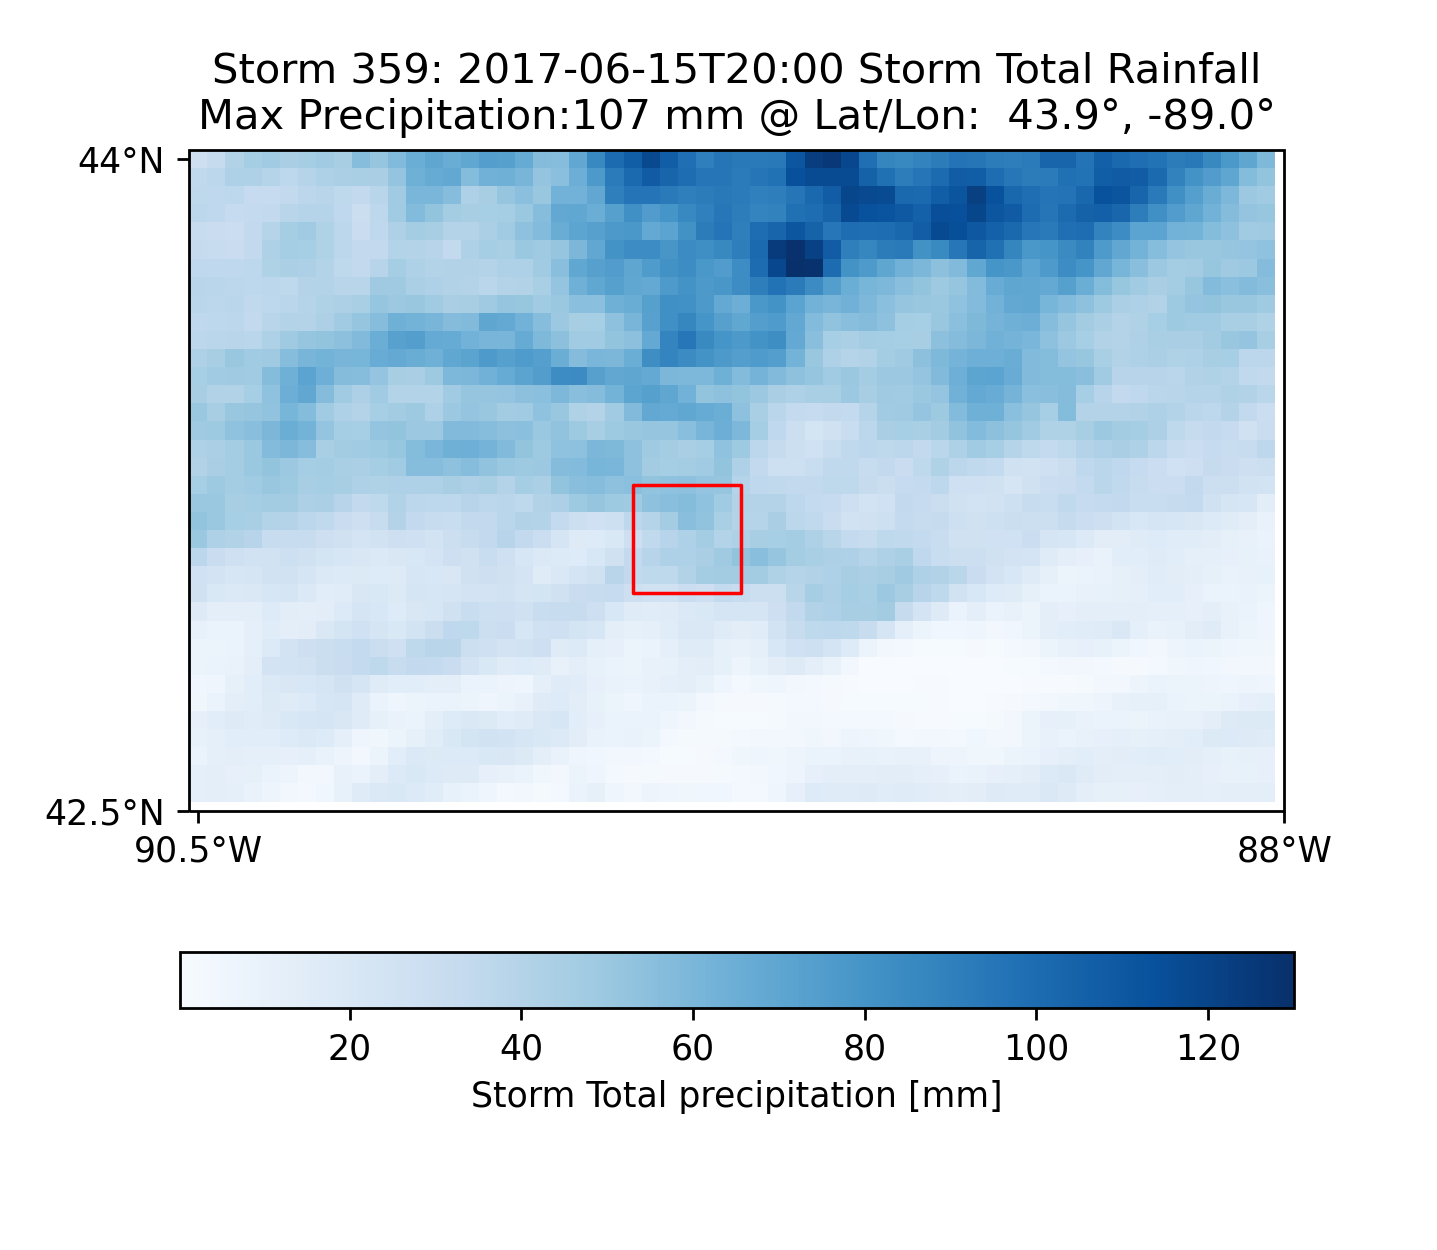 Storm 359: 2017-06-15T20:00 Storm Total Rainfall
Max Precipitation:107 mm @ Lat/Lon:  43.9°, -89.0°
44°N
42.5°N
90.5°W 88°W
20 40 60 80 100 120
Storm Total precipitation [mm]